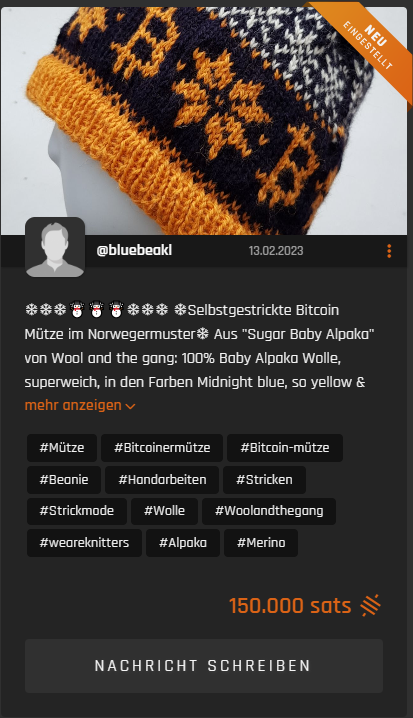 NEU
EINGESTELLT
@bluebeakl
13.02.2023
❄❄❄⛄⛄⛄❄❄❄ ❄Selbstgestrickte Bitcoin
Mütze im Norwegermuster❄ Aus "Sugar Baby Alpaka"
von Wool and the gang: 100% Baby Alpaka Wolle,
superweich, in den Farben Midnight blue, so yellow &
mehr anzeigen
#Mütze #Bitcoinermütze #Bitcoin-mütze
#Beanie #Handarbeiten #Stricken
#Strickmode #Wolle #Woolandthegang
#weareknitters #Alpaka #Merino
150.000 sats
NACHRICHT SCHREIBEN